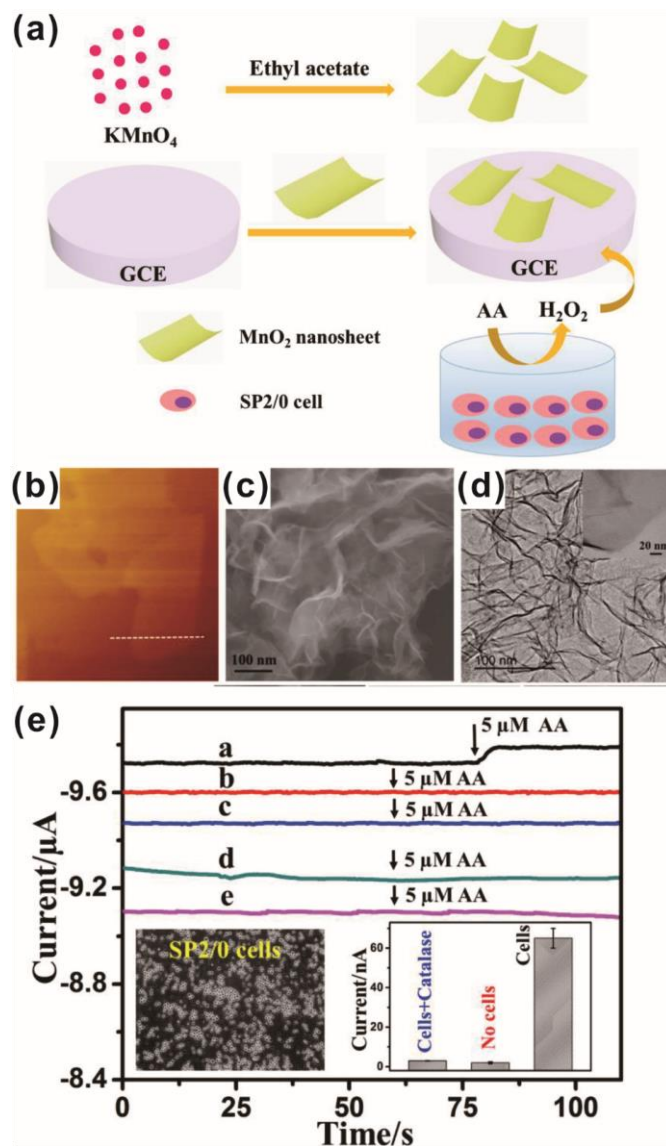 (a)
KMnO₄
Ethyl acetate
GCE
GCE
MnO₂ nanosheet
SP2/0 cell
AA
H₂O₂
(b)
(c)
100 nm
(d)
20 nm
100 nm
(e)
Current/μA
-9.6
-9.2
-8.8
-8.4
a
5 μM AA
b
5 μM AA
c
5 μM AA
d
5 μM AA
e
5 μM AA
SP2/0 cells
Current/nA
60
40
20
0
Cells+Catalase
No cells
Cells
0
25
50
75
100
Time/s